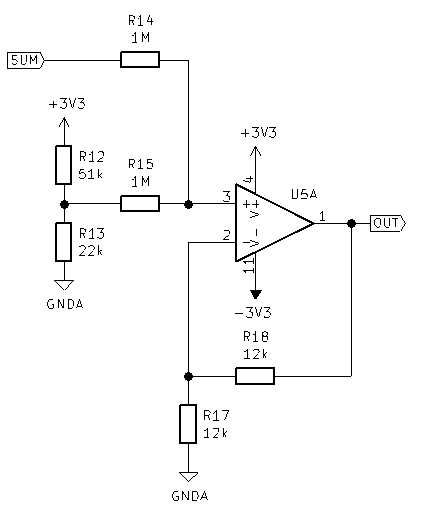 R14
1M
SUM
+3V3
R12
51k
R15
1M
+3V3
4
U5A
3
V+
1
OUT
2
V-
11
R13
22k
GNDA
-3V3
R18
12k
R17
12k
GNDA